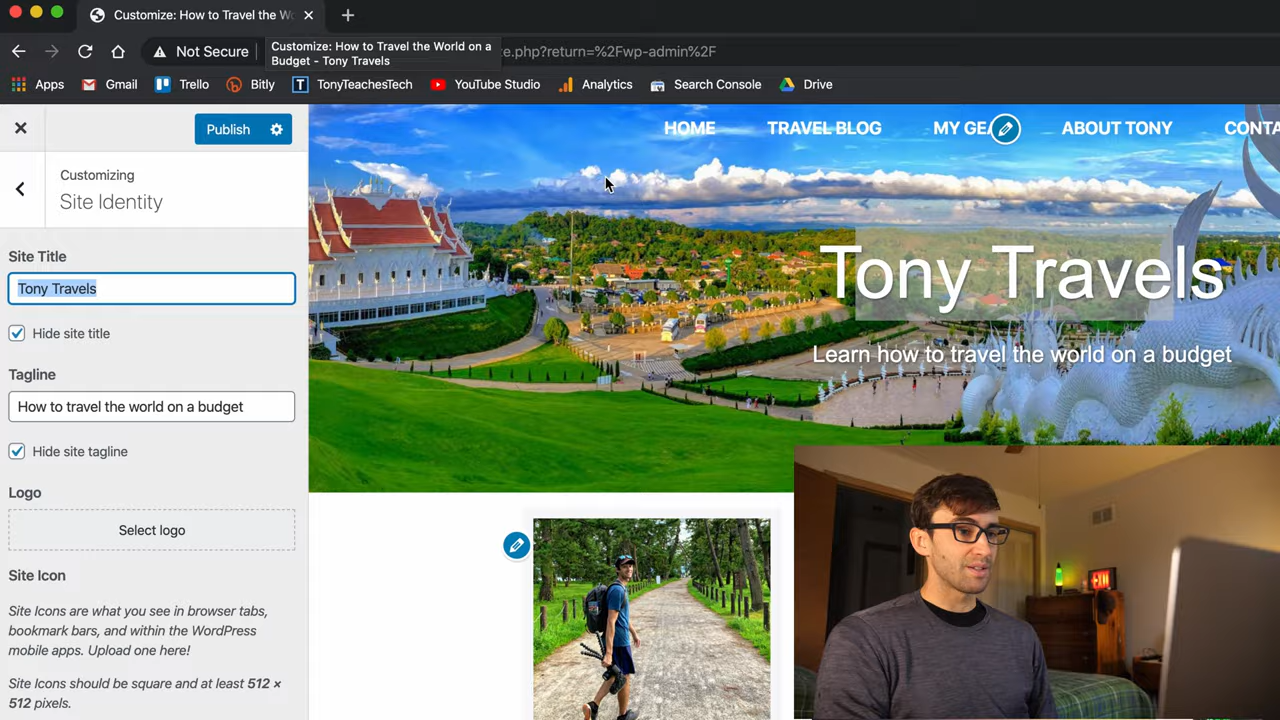 Customize: How to Travel the W
Not Secure
Customize: How to Travel the World on a
Budget - Tony Travels
ze.php?return=%2Fwp-admin%2F
Apps
Gmail
Trello
Bitly
T
TonyTeachesTech
YouTube Studio
Analytics
Search Console
Drive
Publish
Customizing
Site Identity
Site Title
Tony Travels
Hide site title
Tagline
How to travel the world on a budget
Hide site tagline
Logo
Select logo
Site Icon
Site Icons are what you see in browser tabs,
bookmark bars, and within the WordPress
mobile apps. Upload one here!
Site Icons should be square and at least 512 ×
512 pixels.
HOME
TRAVEL BLOG
MY GEA
ABOUT TONY
CONTA
Tony Travels
Learn how to travel the world on a budget